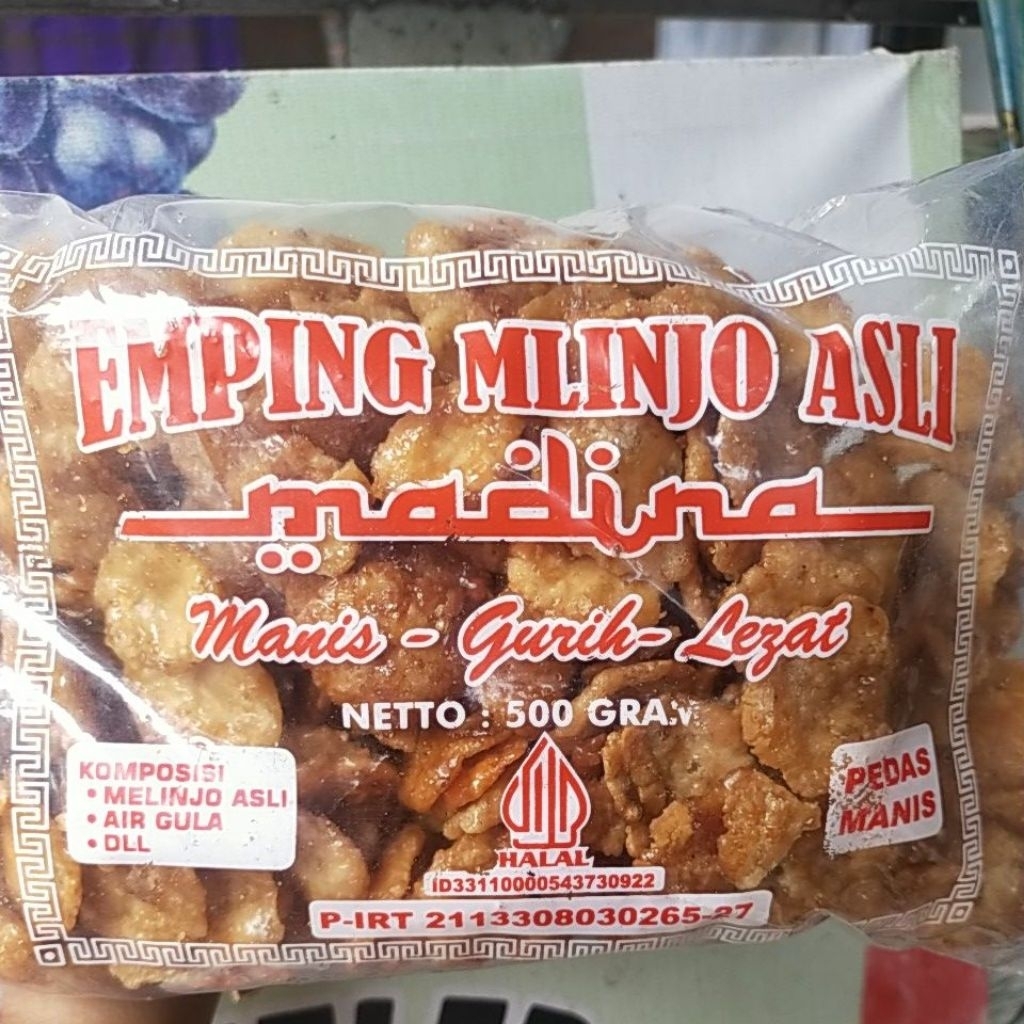 EMPING MLINJO ASLI
madina
Manis - Gurih- Lezat
NETTO : 500 GRAM
KOMPOSISI
• MELINJO ASLI
• AIR GULA
• DLL
PEDAS
MANIS
HALAL
ID33110000543730922
P-IRT 2113308030265-27